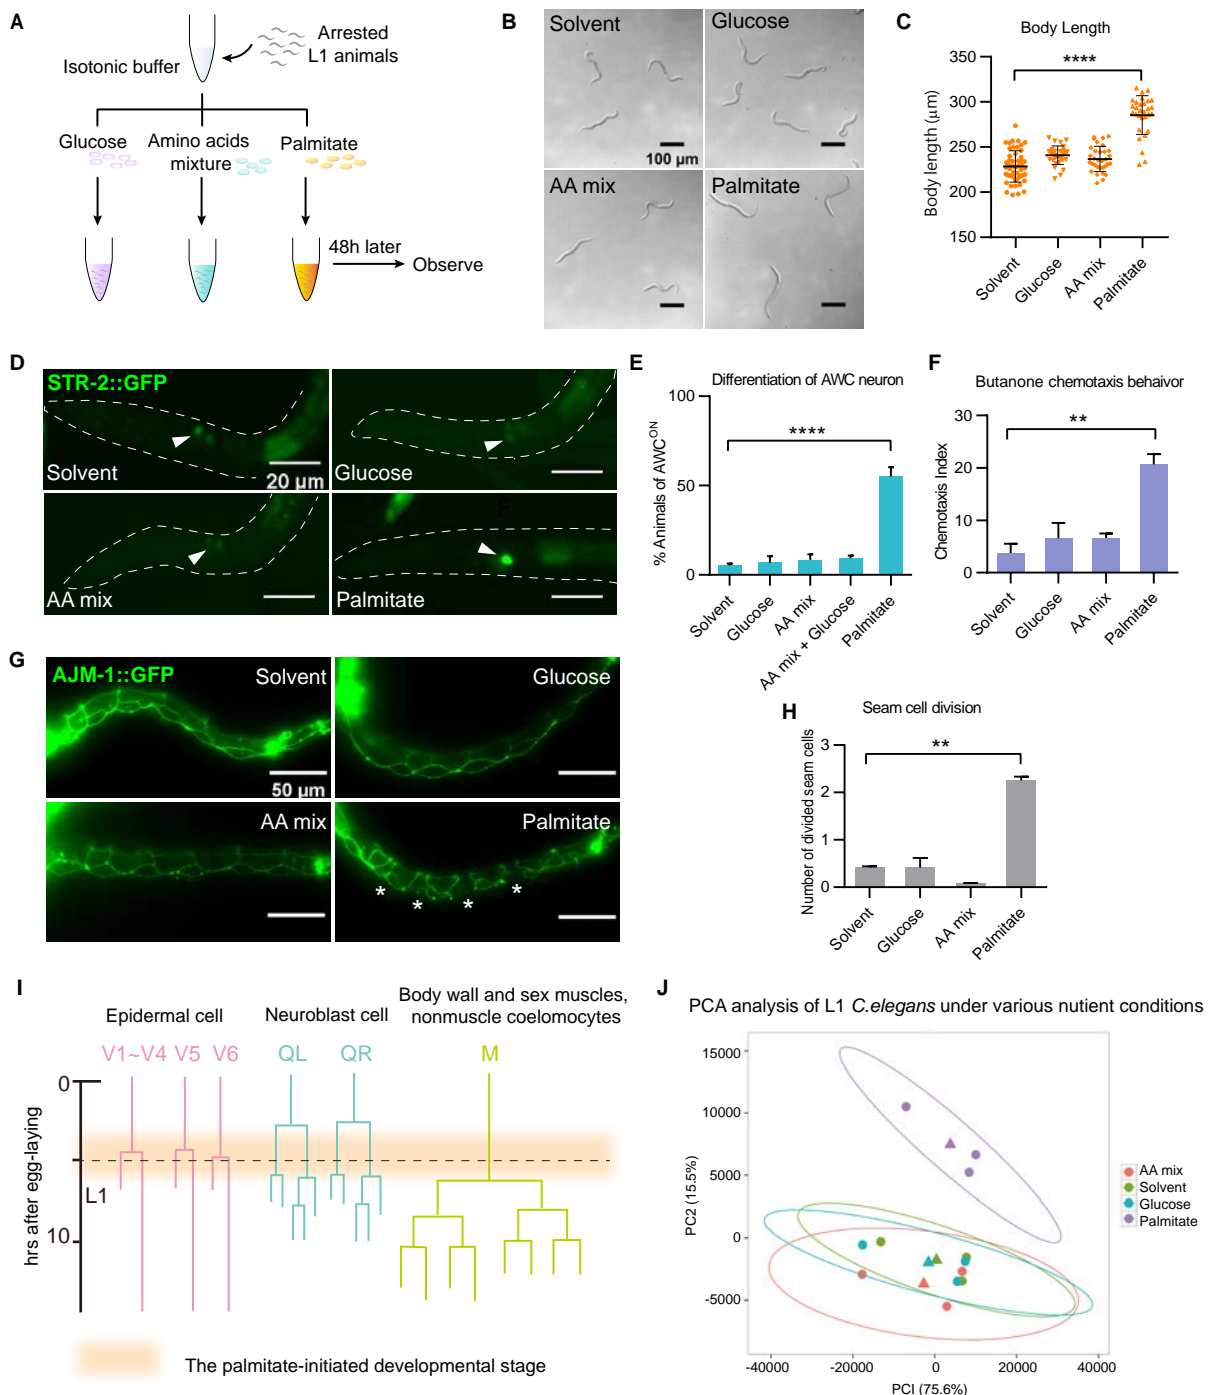 A
Arrested
L1 animals
Isotonic buffer
Glucose
Amino acids
mixture
Palmitate
48h later
Observe
B
Solvent
Glucose
100 µm
AA mix
Palmitate
C
Body Length
****
Body length (µm)
350
300
250
200
150
Solvent
Glucose
AA mix
Palmitate
D
STR-2::GFP
Solvent
20 µm
Glucose
AA mix
F
Palmitate
E
Differentiation of AWC neuron
% Animals of AWC^ON
****
100
50
0
Solvent
Glucose
AA mix
AA mix + Glucose
Palmitate
F
Butanone chemotaxis behaivor
Chemotaxis Index
**
30
20
10
0
Solvent
Glucose
AA mix
Palmitate
G
AJM-1::GFP
Solvent
50 µm
Glucose
AA mix
Palmitate
* * * *
H
Seam cell division
Number of divided seam cells
**
3
2
1
0
Solvent
Glucose
AA mix
Palmitate
I
Epidermal cell
Neuroblast cell
Body wall and sex muscles,
nonmuscle coelomocytes
V1~V4 V5 V6
QL QR
M
hrs after egg-laying
0
L1
10
The palmitate-initiated developmental stage
J
PCA analysis of L1 C.elegans under various nutrient conditions
PC2 (15.5%)
15000
10000
5000
0
-5000
-40000 -20000 0 20000 40000
PCI (75.6%)
AA mix
Solvent
Glucose
Palmitate